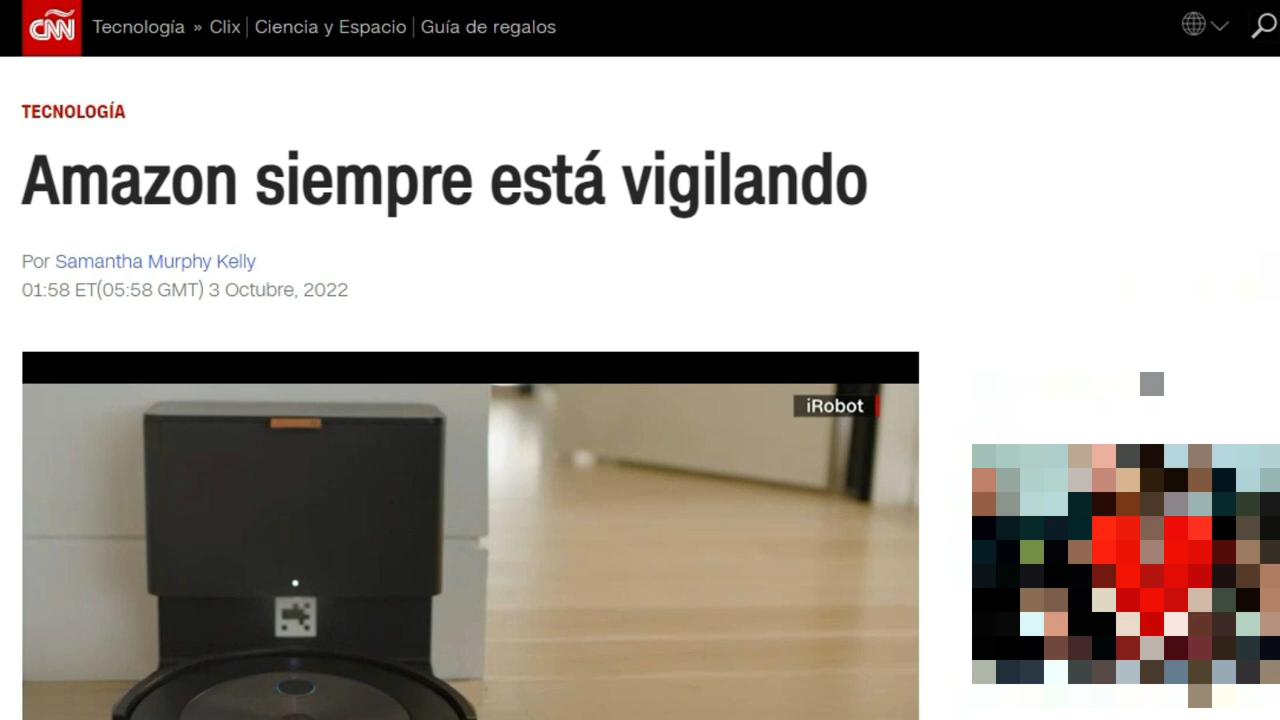 CÑN Tecnología » Clix | Ciencia y Espacio | Guía de regalos
TECNOLOGÍA
Amazon siempre está vigilando
Por Samantha Murphy Kelly
01:58 ET(05:58 GMT) 3 Octubre, 2022
iRobot